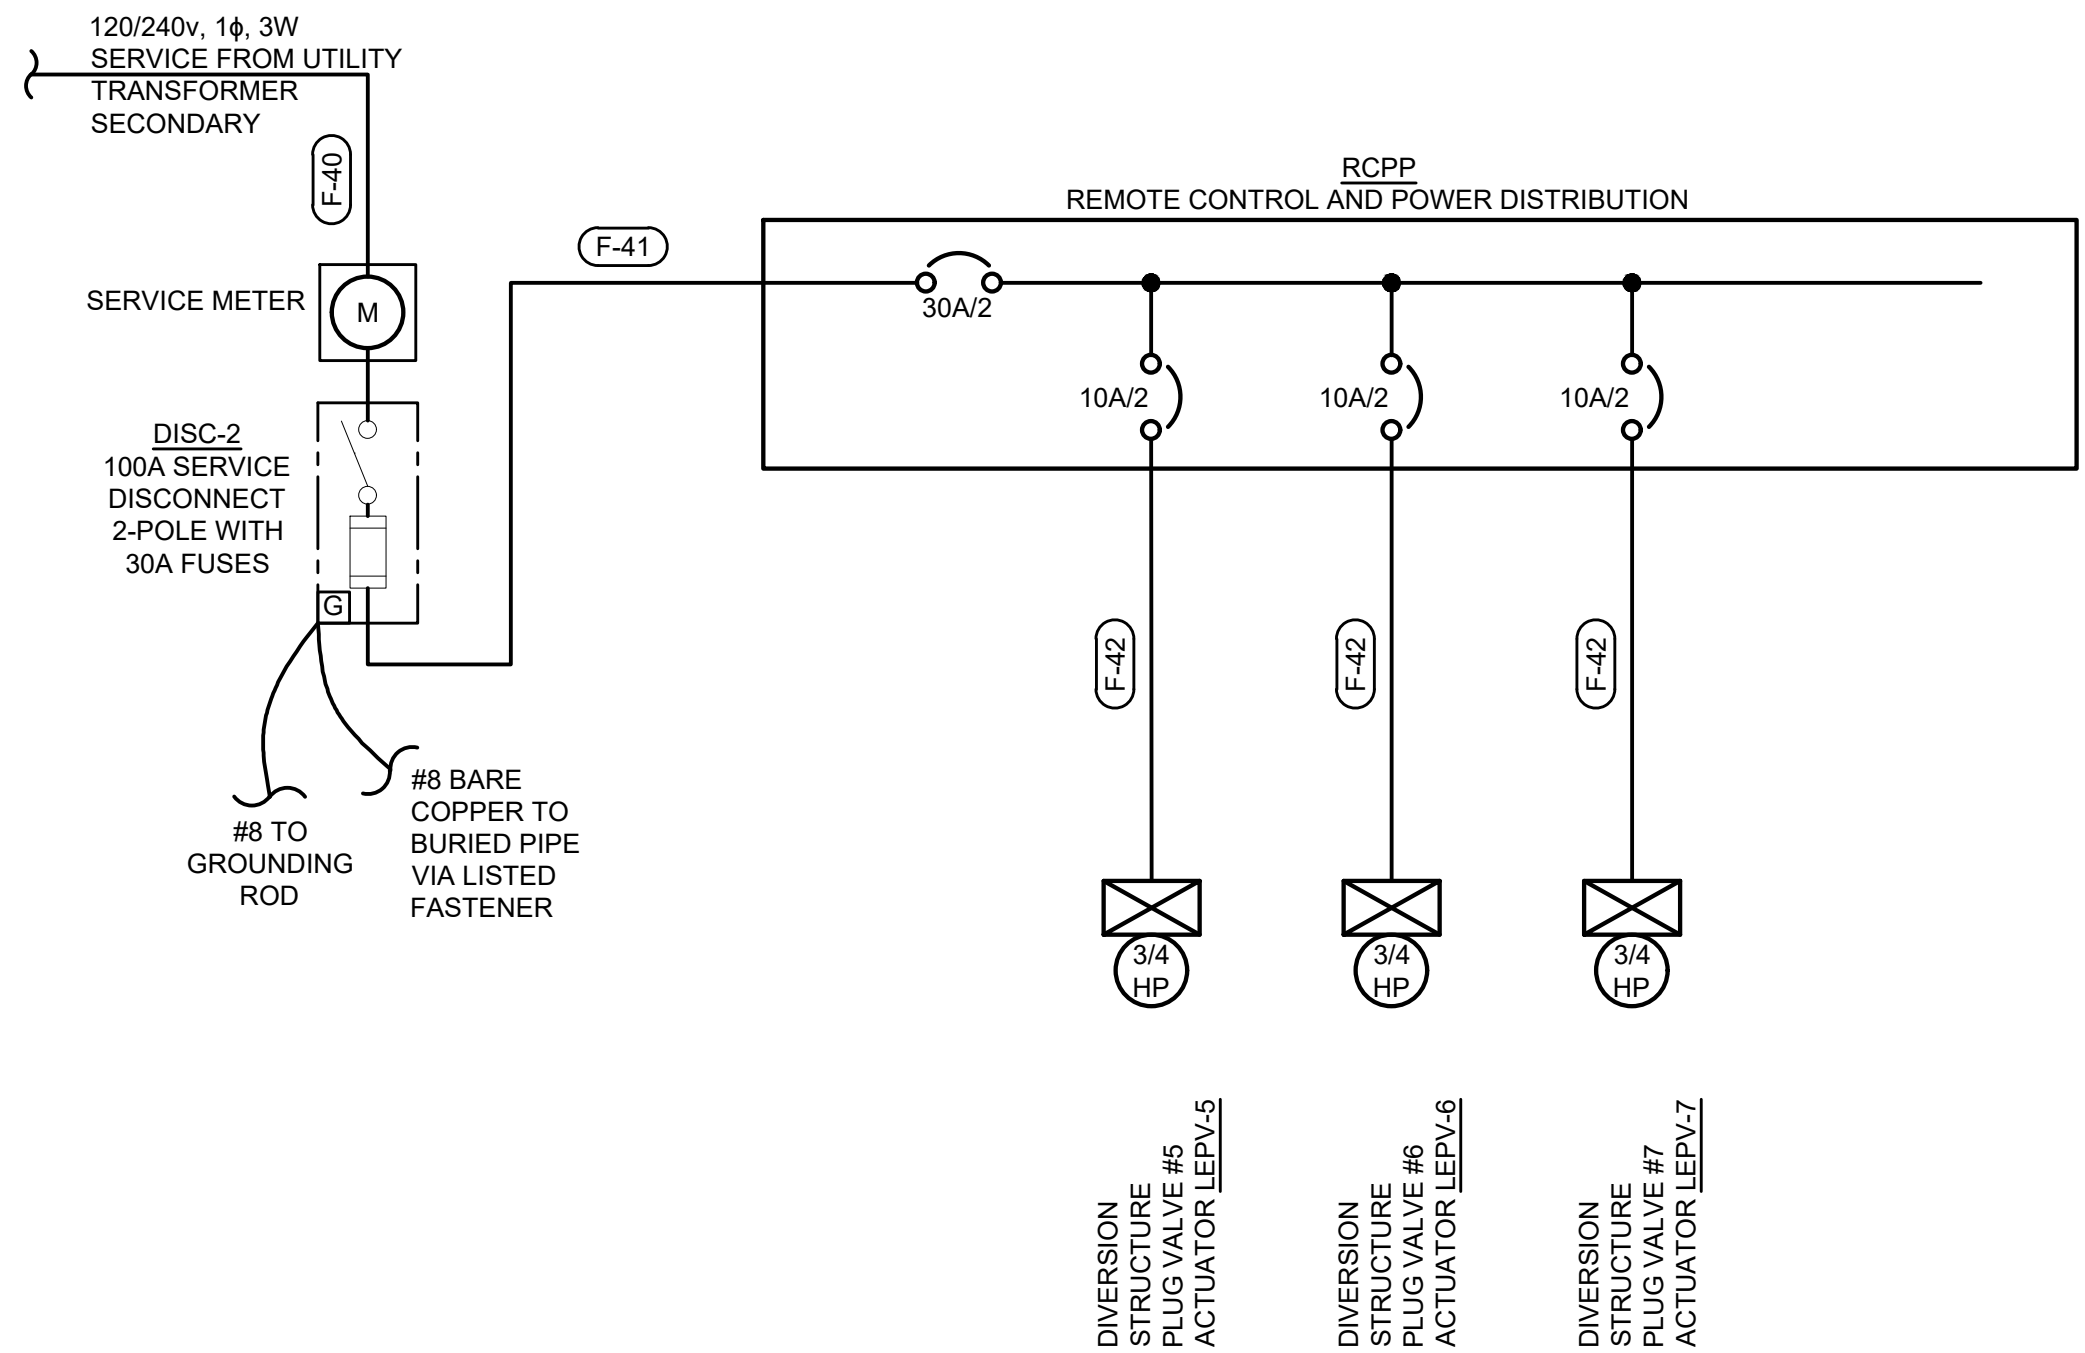 120/240v, 1ϕ, 3W
SERVICE FROM UTILITY
TRANSFORMER
SECONDARY
F-40
SERVICE METER
M
DISC-2
100A SERVICE
DISCONNECT
2-POLE WITH
30A FUSES
G
#8 TO
GROUNDING
ROD
#8 BARE
COPPER TO
BURIED PIPE
VIA LISTED
FASTENER
F-41
RCPP
REMOTE CONTROL AND POWER DISTRIBUTION
30A/2
10A/2
10A/2
10A/2
F-42
F-42
F-42
3/4
HP
3/4
HP
3/4
HP
DIVERSION
STRUCTURE
PLUG VALVE #5
ACTUATOR LEPV-5
DIVERSION
STRUCTURE
PLUG VALVE #6
ACTUATOR LEPV-6
DIVERSION
STRUCTURE
PLUG VALVE #7
ACTUATOR LEPV-7